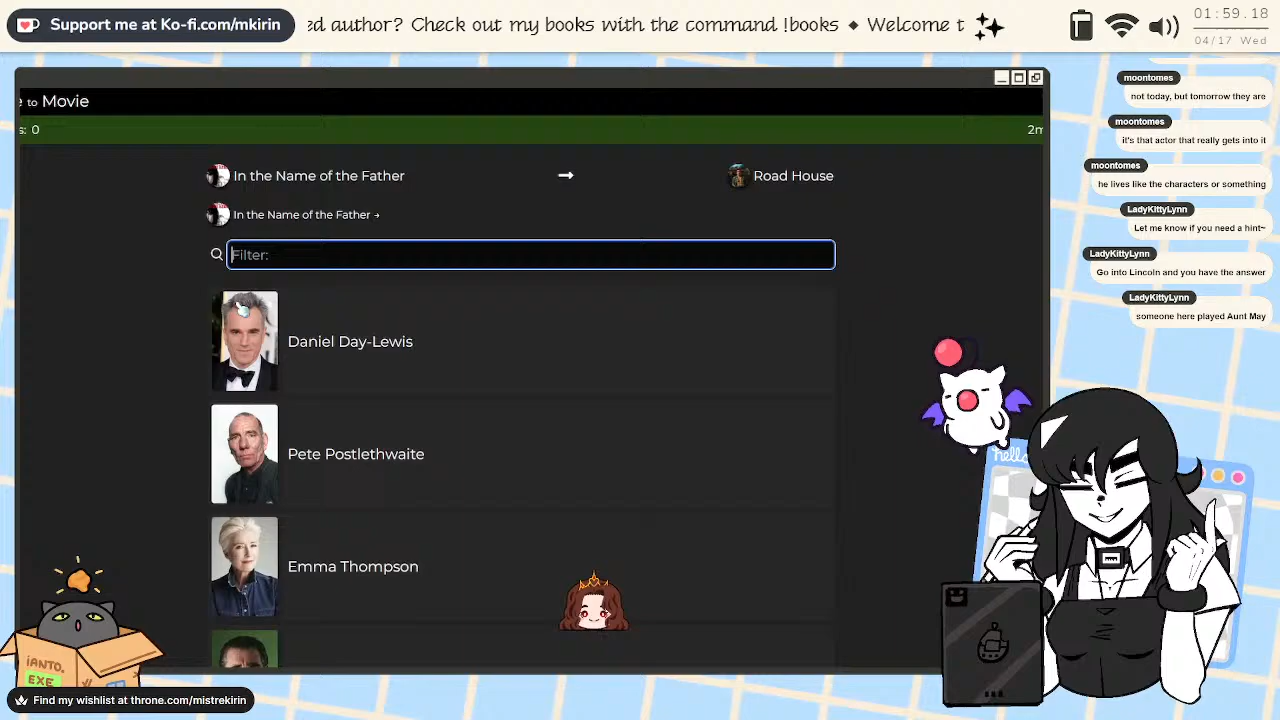 Support me at Ko-fi.com/mkirin
ed author? Check out my books with the command !books ◆ Welcome t
01:59.18
04/17 Wed
e to Movie
s: 0
2m
In the Name of the Father → Road House
In the Name of the Father →
Filter:
Daniel Day-Lewis
Pete Postlethwaite
Emma Thompson
moontomes
not today, but tomorrow they are
moontomes
it's that actor that really gets into it
moontomes
he lives like the characters or something
LadyKittyLynn
Let me know if you need a hint~
LadyKittyLynn
Go into Lincoln and you have the answer
LadyKittyLynn
someone here played Aunt May
hello
IANTO.
EXE
Find my wishlist at throne.com/mistrekirin